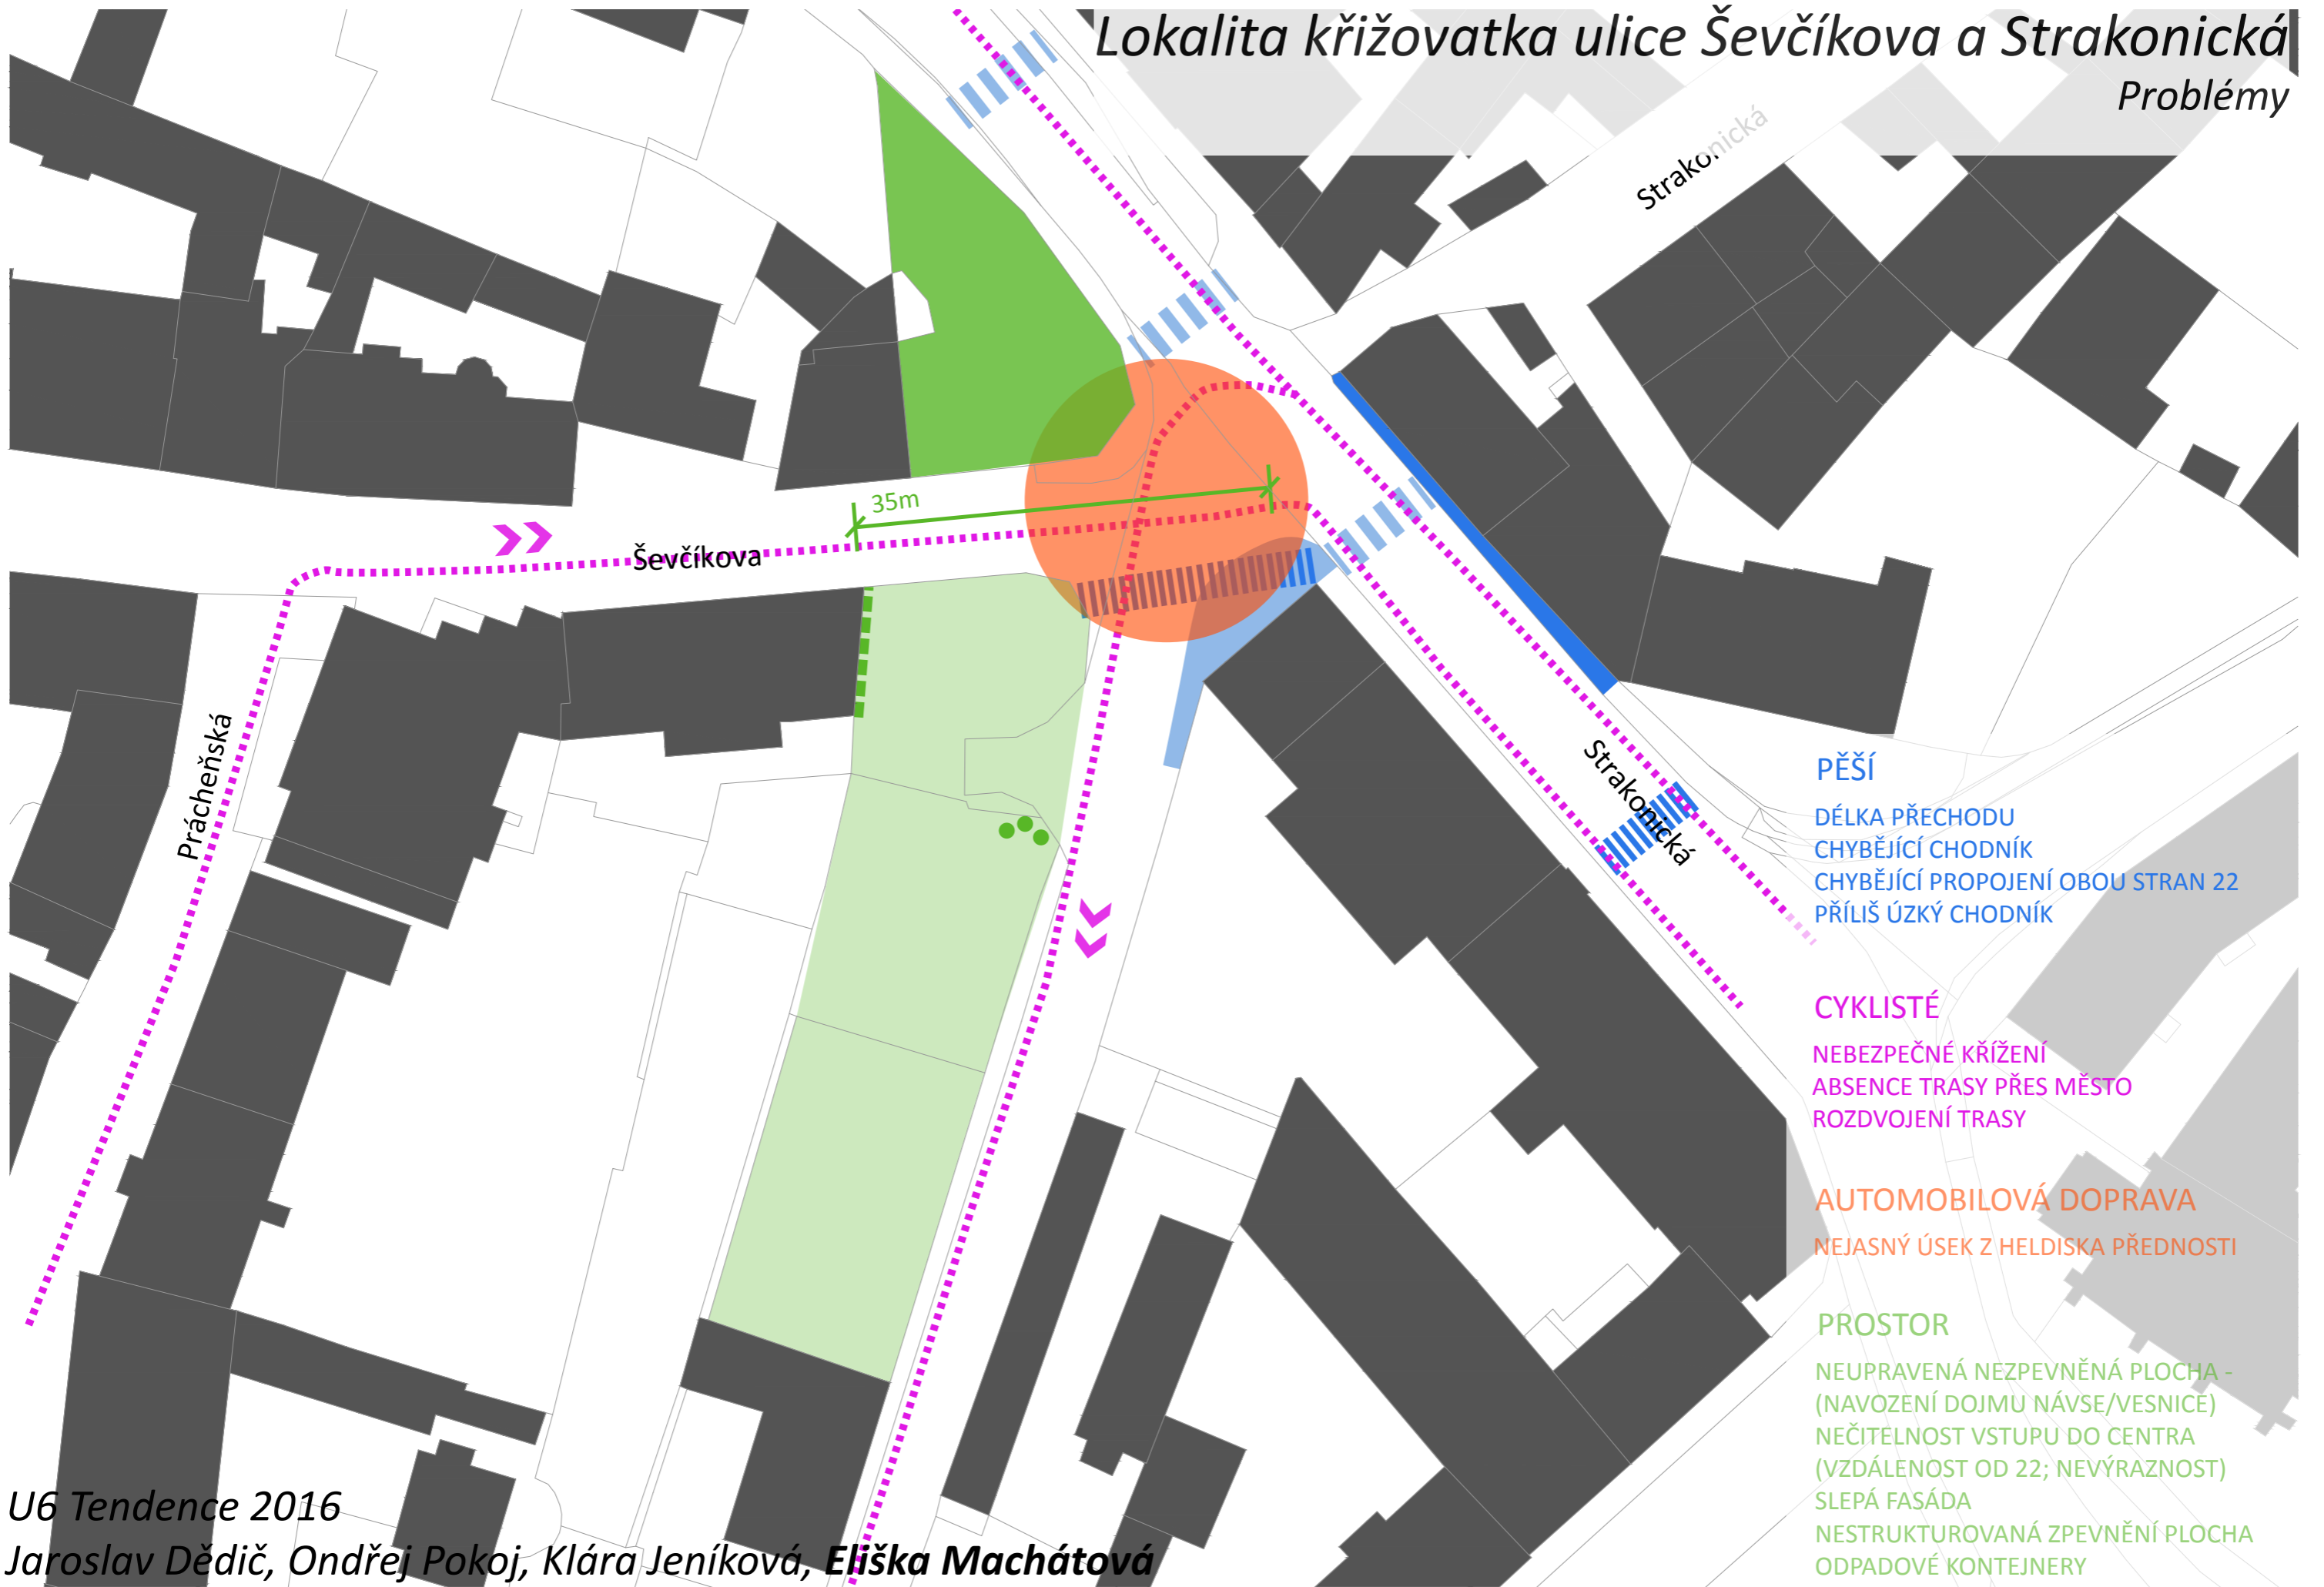 Lokalita křižovatka ulice Ševčíkova a Strakonická
Problémy
Strakonická
35m
Ševčíkova
Prácheňská
Strakonická
PĚŠÍ
DÉLKA PŘECHODU
CHYBĚJÍCÍ CHODNÍK
CHYBĚJÍCÍ PROPOJENÍ OBOU STRAN 22
PŘÍLIŠ ÚZKÝ CHODNÍK
CYKLISTÉ
NEBEZPEČNÉ KŘÍŽENÍ
ABSENCE TRASY PŘES MĚSTO
ROZDVOJENÍ TRASY
AUTOMOBILOVÁ DOPRAVA
NEJASNÝ ÚSEK Z HELDISKA PŘEDNOSTI
PROSTOR
NEUPRAVENÁ NEZPEVNĚNÁ PLOCHA -
(NAVOZENÍ DOJMU NÁVSE/VESNICE)
NEČITELNOST VSTUPU DO CENTRA
(VZDÁLENOST OD 22; NEVÝRAZNOST)
SLEPÁ FASÁDA
NESTRUKTUROVANÁ ZPEVNĚNÍ PLOCHA
ODPADOVÉ KONTEJNERY
U6 Tendence 2016
Jaroslav Dědič, Ondřej Pokoj, Klára Jeníková, Eliška Machátová